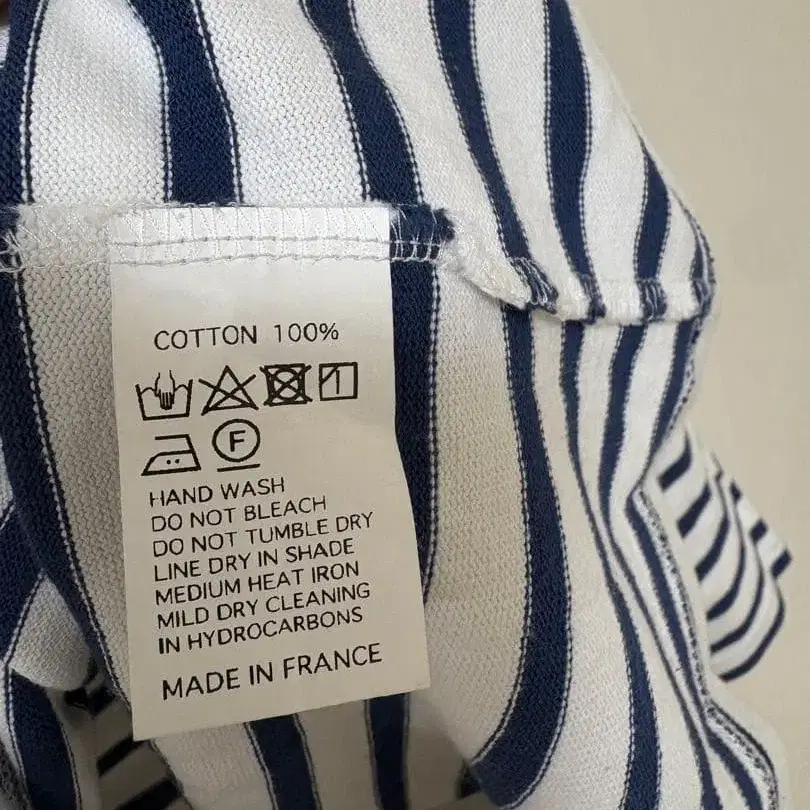 COTTON 100%
F
HAND WASH
DO NOT BLEACH
DO NOT TUMBLE DRY
LINE DRY IN SHADE
MEDIUM HEAT IRON
MILD DRY CLEANING
IN HYDROCARBONS
MADE IN FRANCE